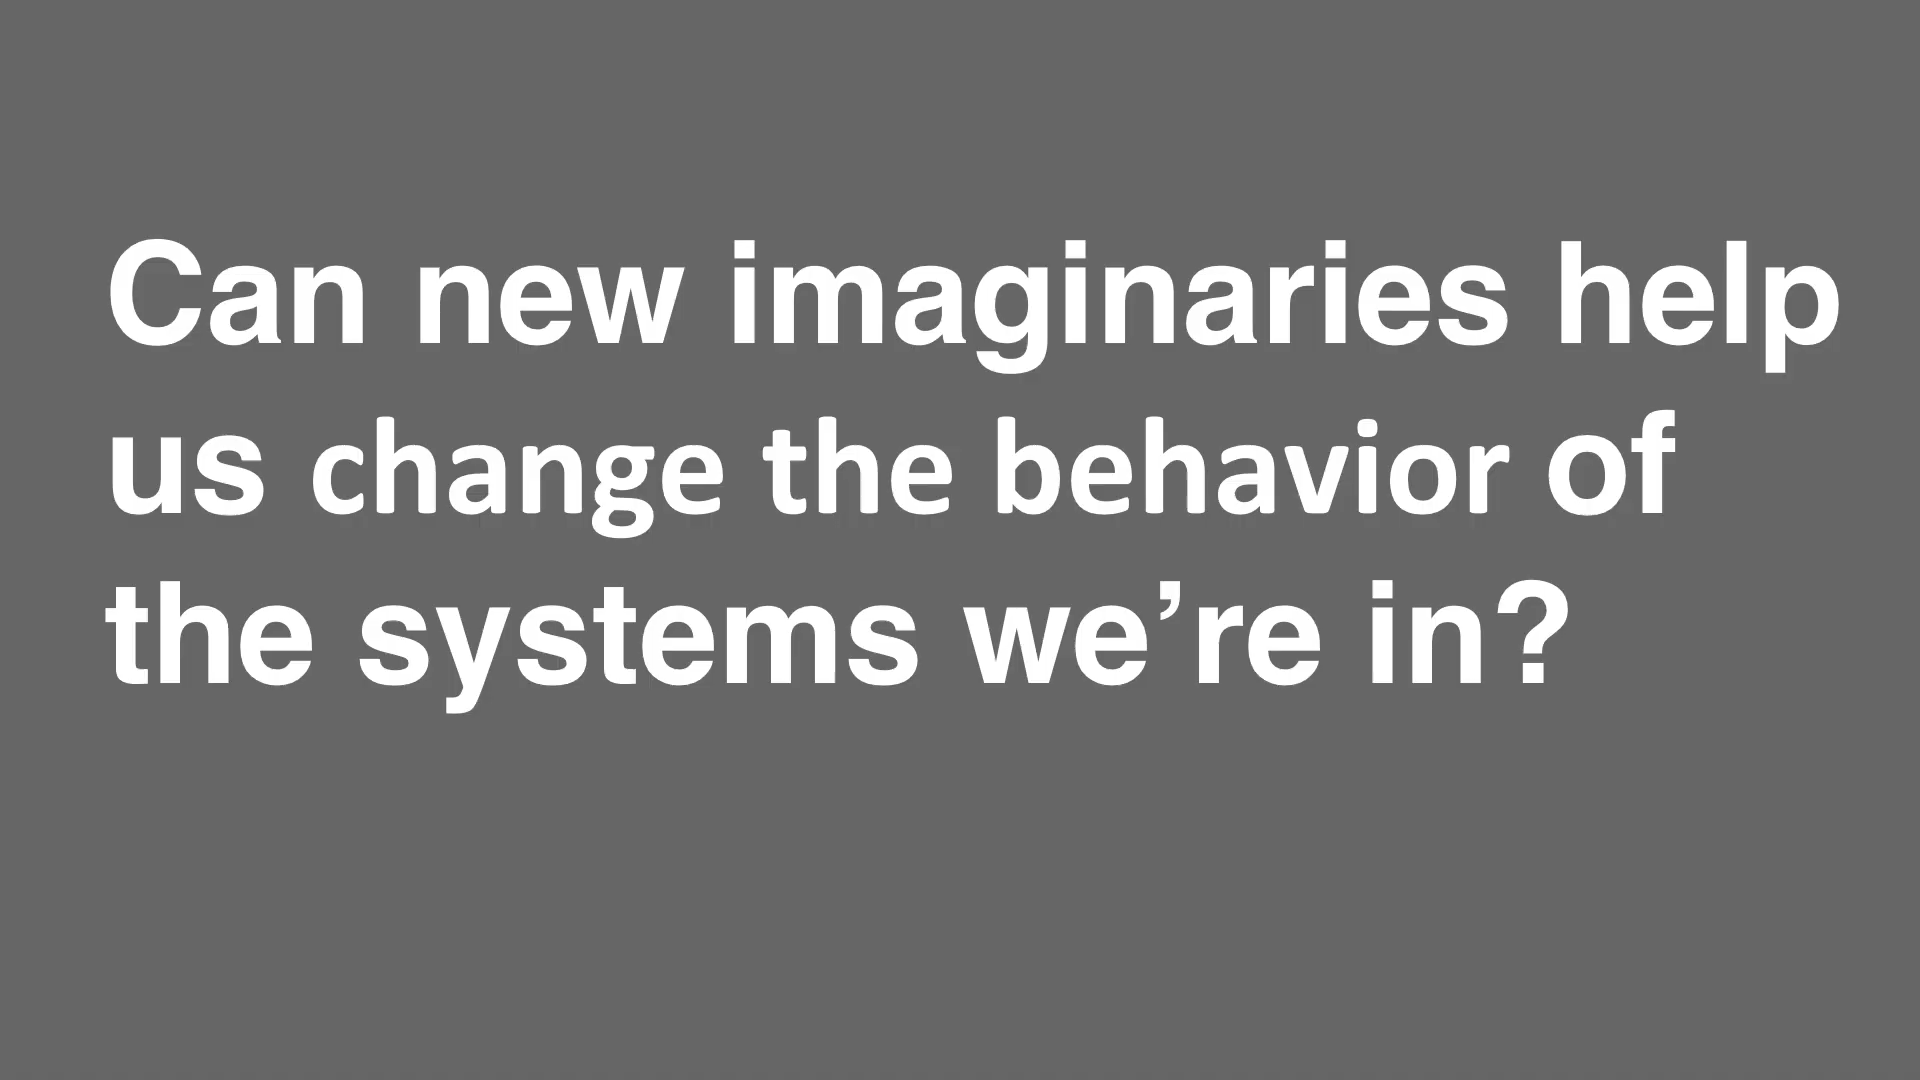 Can new imaginaries help
us change the behavior of
the systems we’re in?